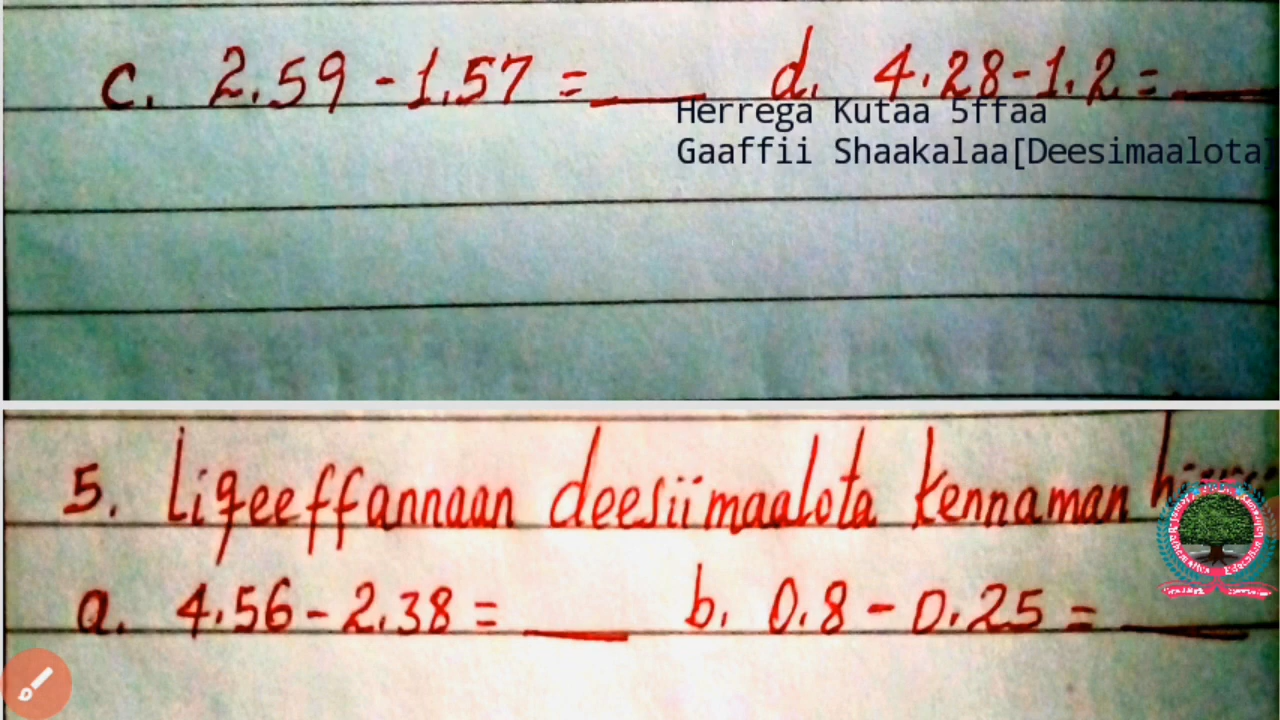 c. 2.59 - 1.57 = ___ d. 4.28 - 1.2 = ___
Herrega Kutaa 5ffaa
Gaaffii Shaakalaa[Deesimaalota]
5. Liqeeffannaan deesiimaalota kennaman
a. 4.56 - 2.38 = ___ b. 0.8 - 0.25 = ___